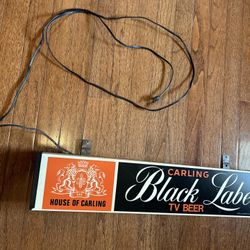 HOUSE OF CARLING
CARLING
Black Label
TV BEER